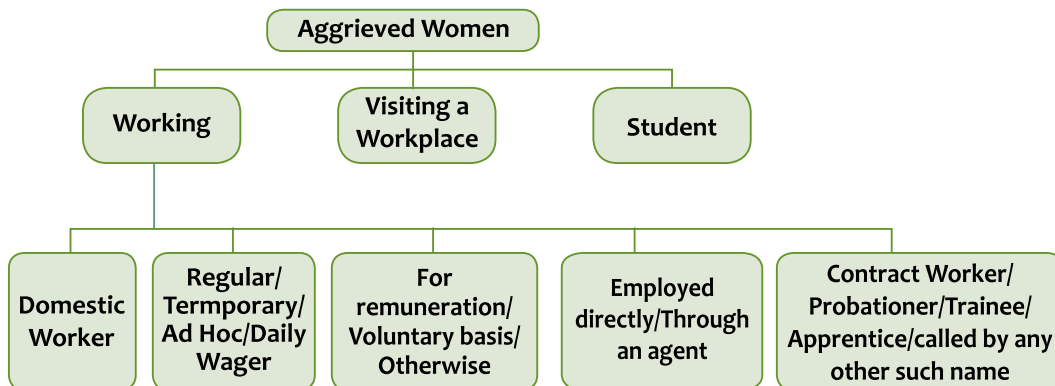 Aggrieved Women
Working
Visiting a
Workplace
Student
Domestic
Worker
Regular/
Termporary/
Ad Hoc/Daily
Wager
For
remuneration/
Voluntary basis/
Otherwise
Employed
directly/Through
an agent
Contract Worker/
Probationer/Trainee/
Apprentice/called by any
other such name